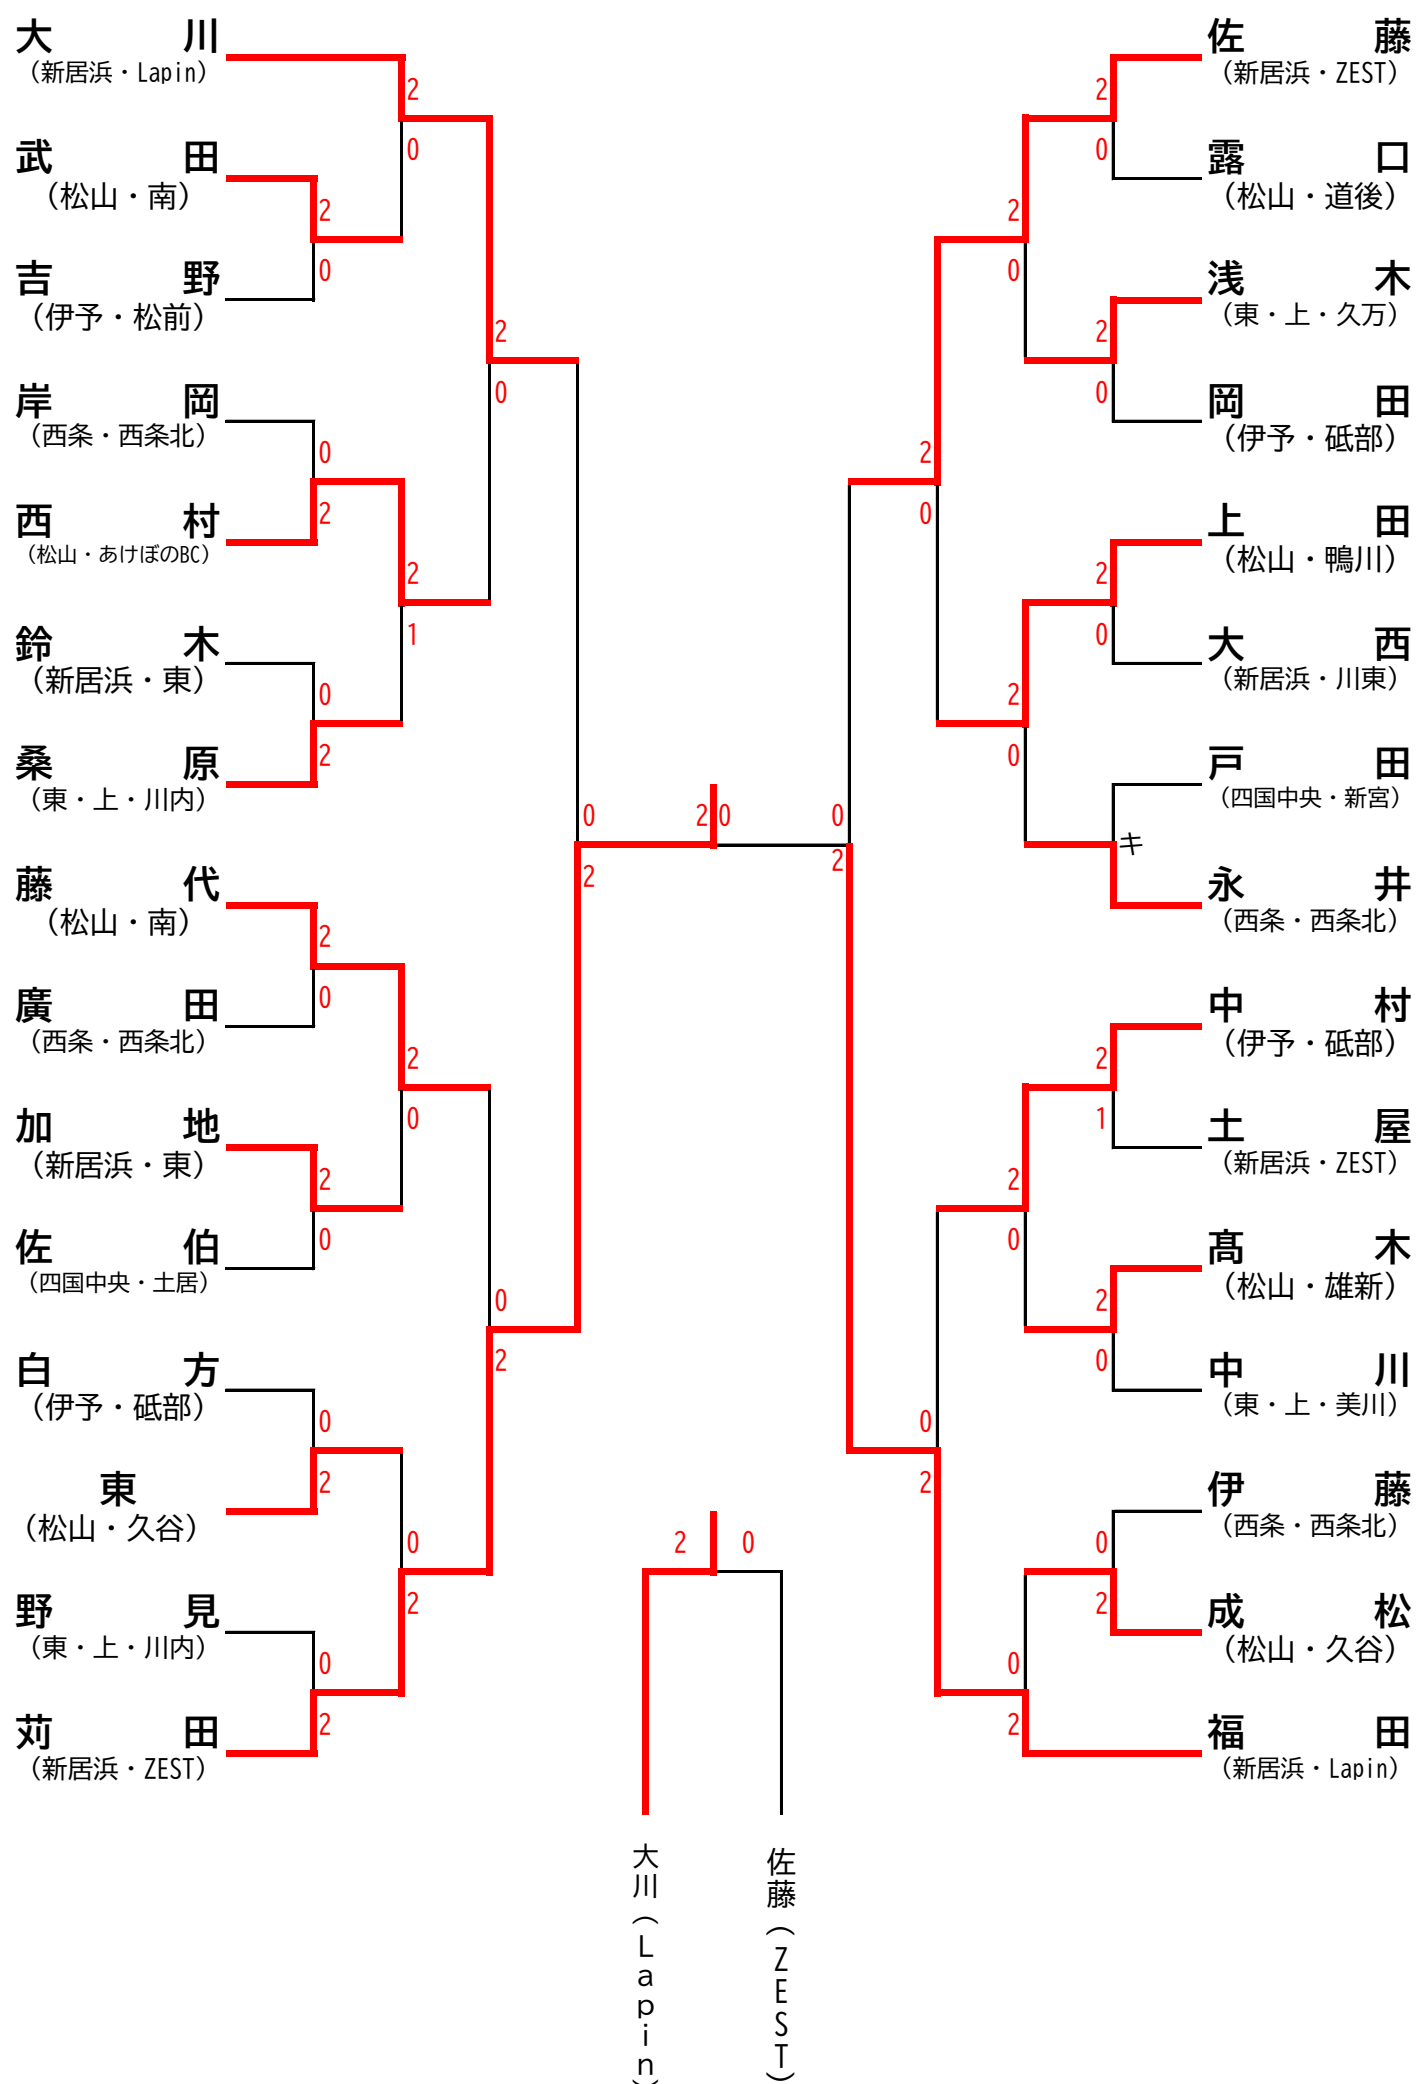 大川
（新居浜・Lapin）
2
0
武田
（松山・南）
2
0
吉野
（伊予・松前）
2
0
岸岡
（西条・西条北）
0
2
西村
（松山・あけぼのBC）
2
1
鈴木
（新居浜・東）
0
2
桑原
（東・上・川内）
0
2
藤代
（松山・南）
2
0
廣田
（西条・西条北）
2
0
加地
（新居浜・東）
2
0
佐伯
（四国中央・土居）
0
2
白方
（伊予・砥部）
0
2
東
（松山・久谷）
0
2
野見
（東・上・川内）
0
2
苅田
（新居浜・ZEST）
2 0
佐藤
（新居浜・ZEST）
2
0
露口
（松山・道後）
2
0
浅木
（東・上・久万）
2
0
岡田
（伊予・砥部）
2
0
上田
（松山・鴨川）
2
0
大西
（新居浜・川東）
2
0
戸田
（四国中央・新宮）
キ
0
2
永井
（西条・西条北）
中村
（伊予・砥部）
2
1
土屋
（新居浜・ZEST）
2
0
髙木
（松山・雄新）
2
0
中川
（東・上・美川）
0
2
伊藤
（西条・西条北）
0
2
成松
（松山・久谷）
0
2
福田
（新居浜・Lapin）
2 0
大川（Lapin）
佐藤（ZEST）